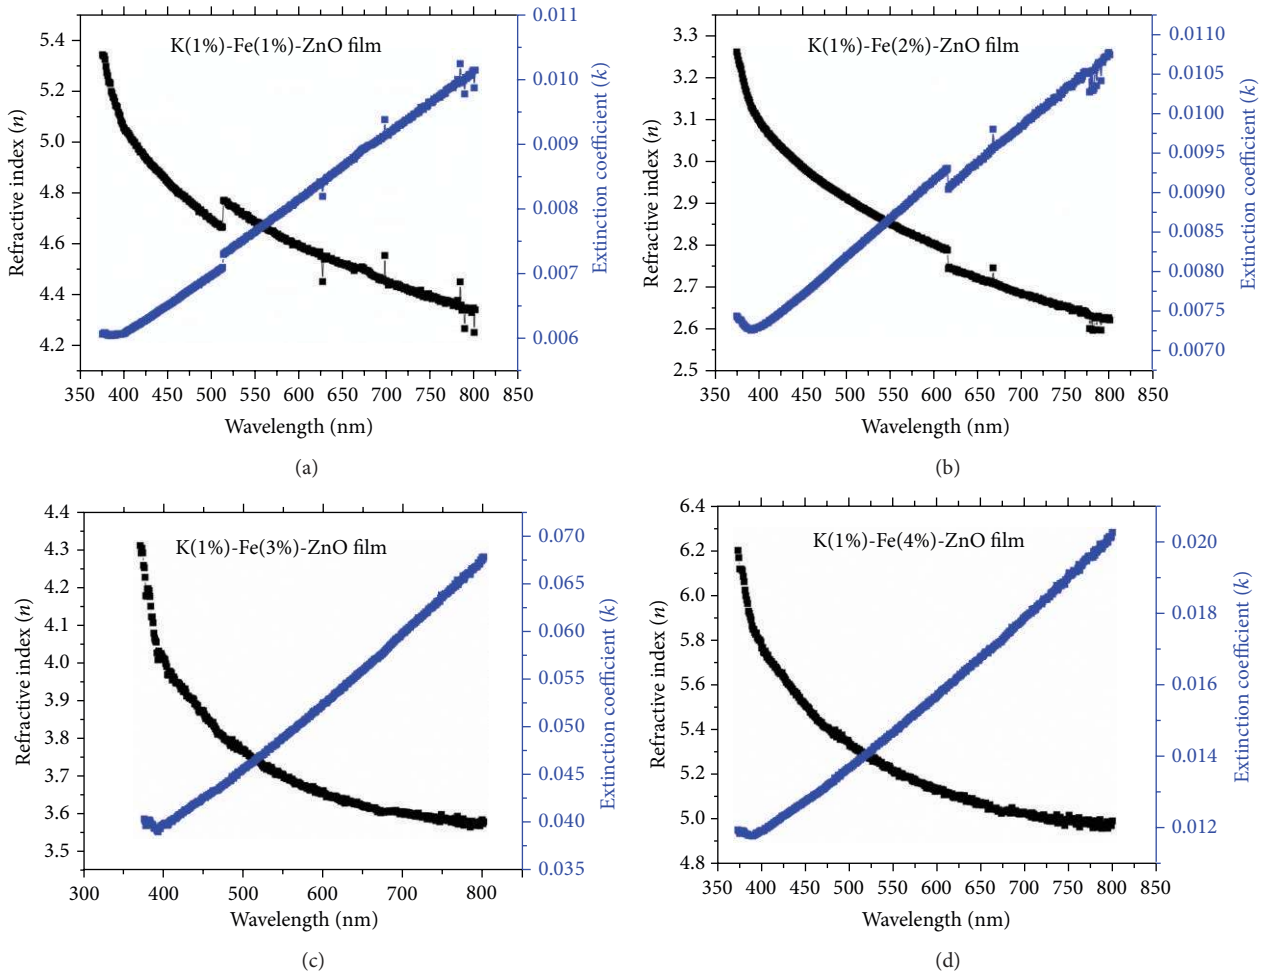 K(1%)-Fe(1%)-ZnO film
Refractive index (n)
5.4
5.2
5.0
4.8
4.6
4.4
4.2
Extinction coefficient (k)
0.011
0.010
0.009
0.008
0.007
0.006
350 400 450 500 550 600 650 700 750 800 850
Wavelength (nm)
(a)
K(1%)-Fe(2%)-ZnO film
Refractive index (n)
3.3
3.2
3.1
3.0
2.9
2.8
2.7
2.6
2.5
Extinction coefficient (k)
0.0110
0.0105
0.0100
0.0095
0.0090
0.0085
0.0080
0.0075
0.0070
350 400 450 500 550 600 650 700 750 800 850
Wavelength (nm)
(b)
K(1%)-Fe(3%)-ZnO film
Refractive index (n)
4.4
4.3
4.2
4.1
4.0
3.9
3.8
3.7
3.6
3.5
Extinction coefficient (k)
0.070
0.065
0.060
0.055
0.050
0.045
0.040
0.035
300 400 500 600 700 800
Wavelength (nm)
(c)
K(1%)-Fe(4%)-ZnO film
Refractive index (n)
6.4
6.2
6.0
5.8
5.6
5.4
5.2
5.0
4.8
Extinction coefficient (k)
0.020
0.018
0.016
0.014
0.012
350 400 450 500 550 600 650 700 750 800 850
Wavelength (nm)
(d)